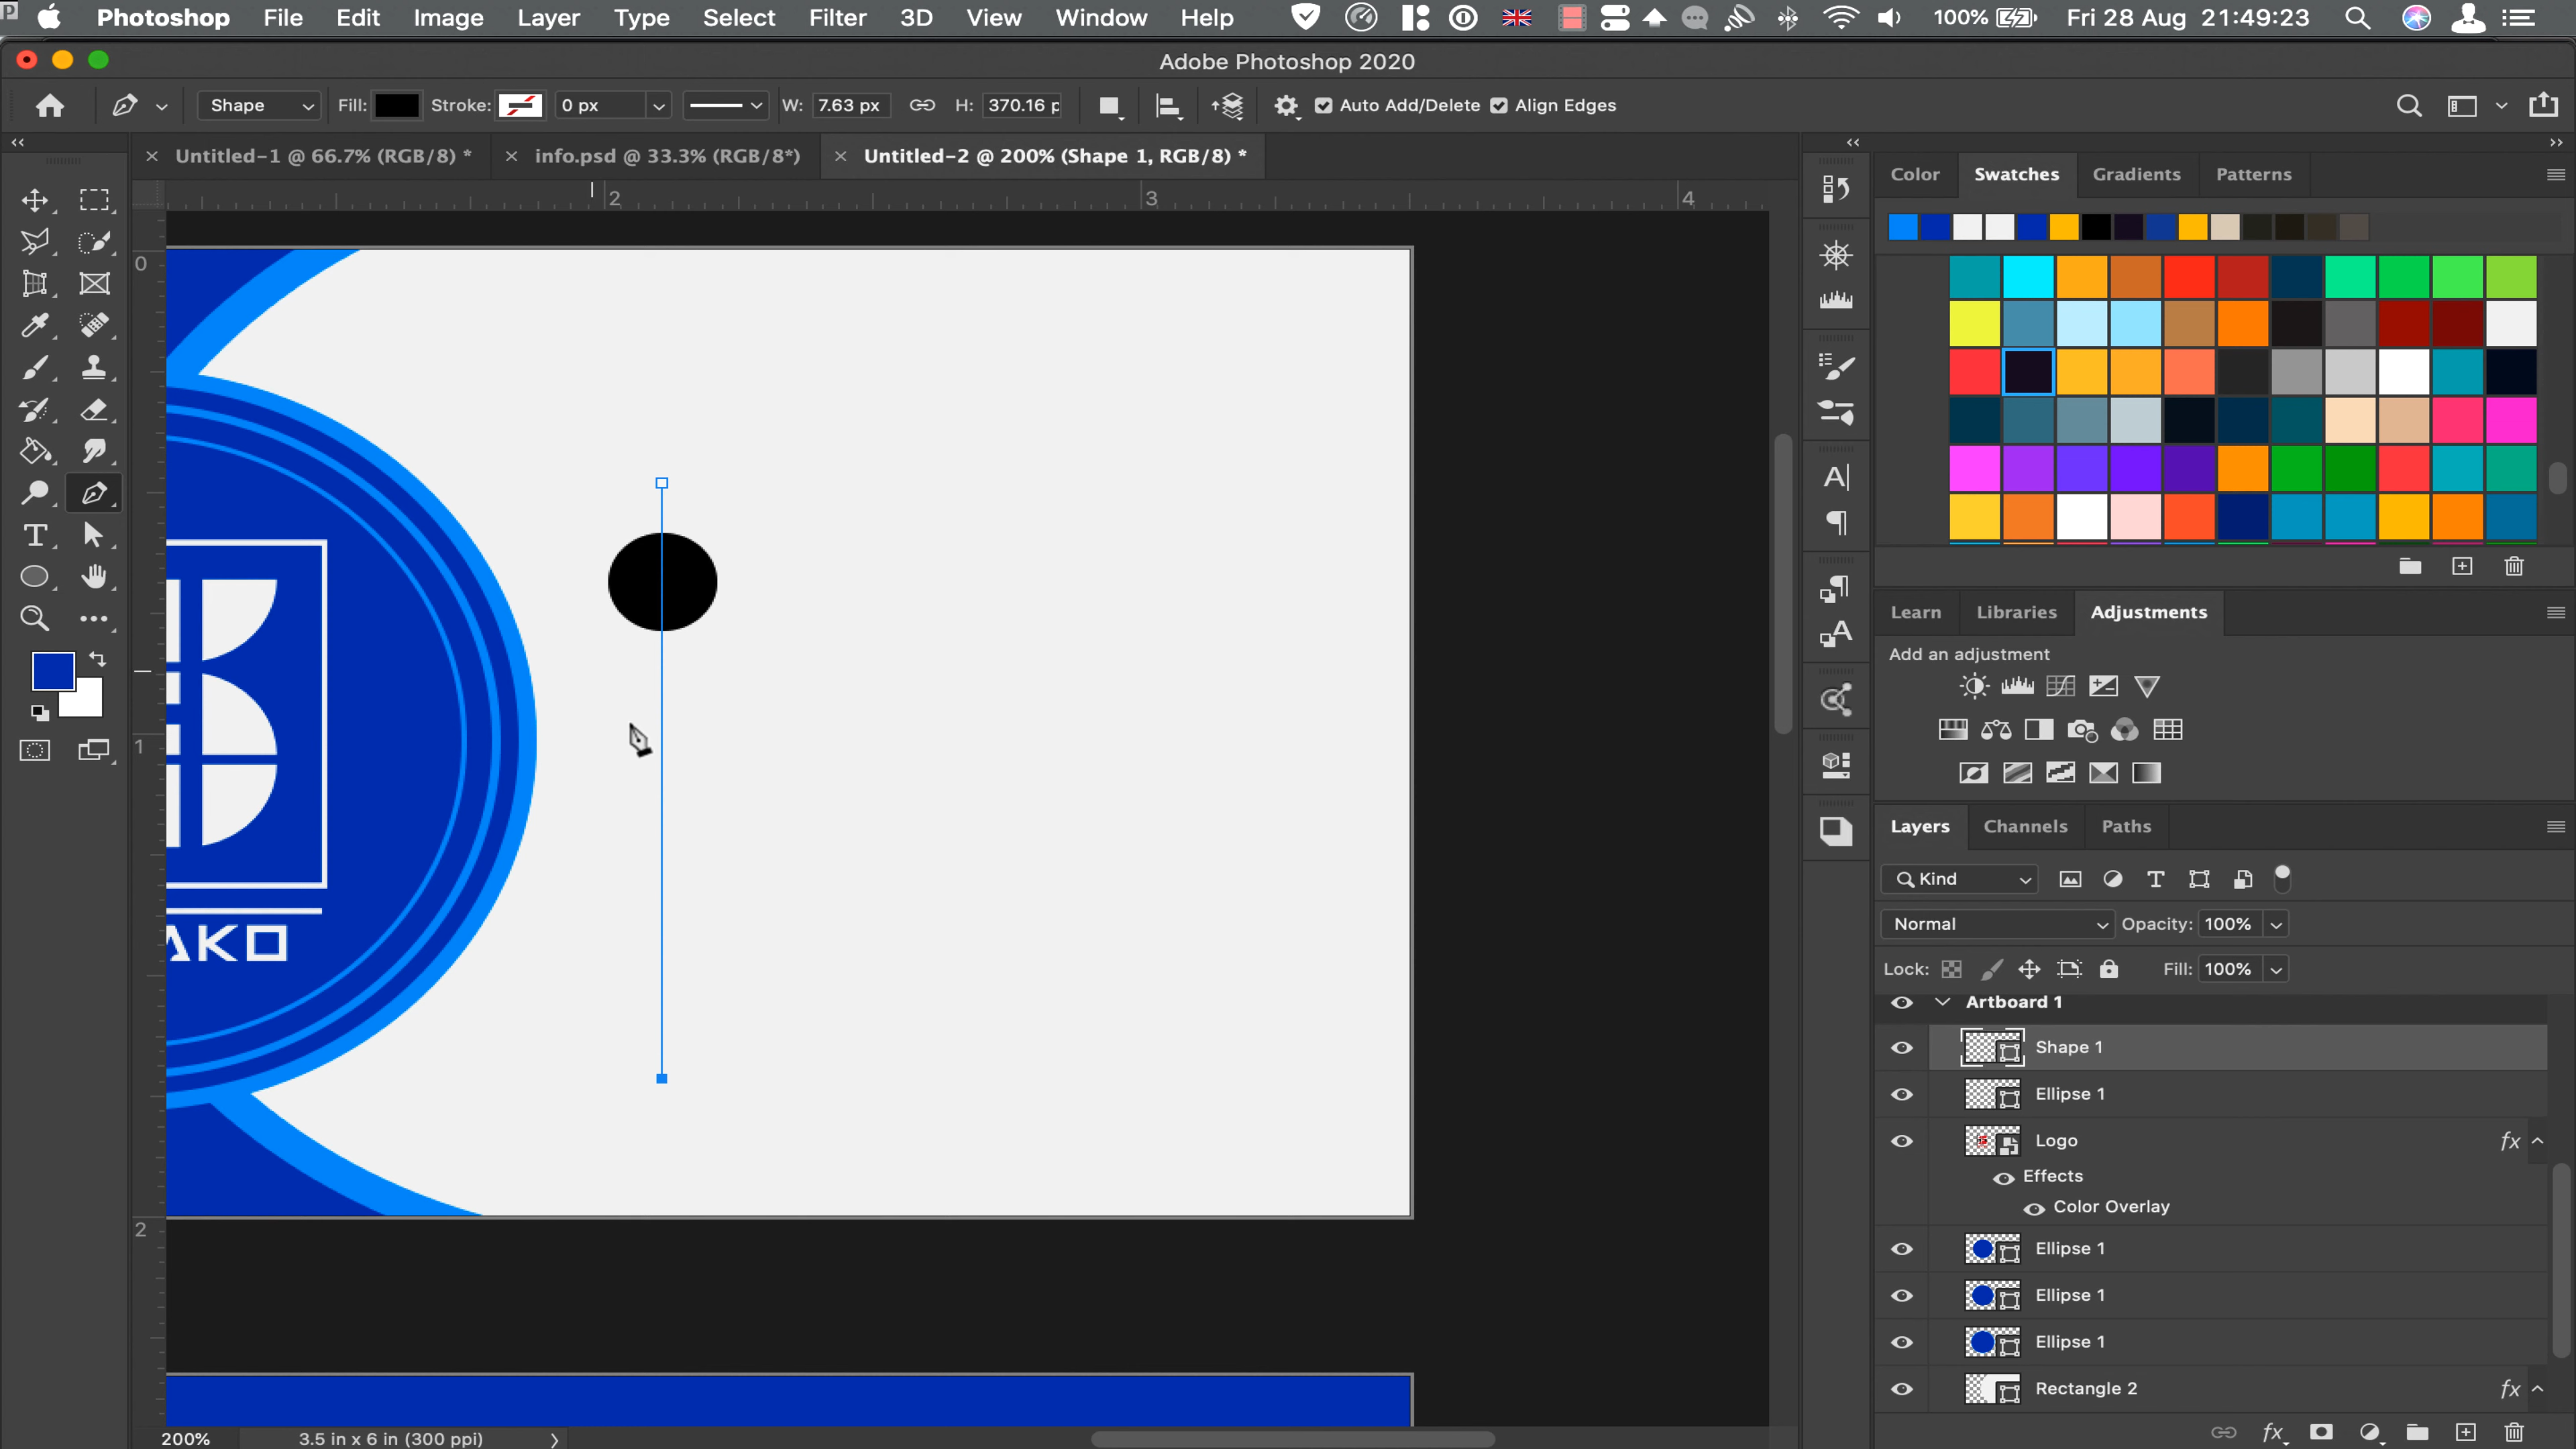 Photoshop File Edit Image Layer Type Select Filter 3D View Window Help 100% Fri 28 Aug 21:49:23
Adobe Photoshop 2020
Shape Fill: Stroke: 0 px W: 7.63 px H: 370.16 p Auto Add/Delete Align Edges
Untitled-1 @ 66.7% (RGB/8) * info.psd @ 33.3% (RGB/8*) Untitled-2 @ 200% (Shape 1, RGB/8) *
Color Swatches Gradients Patterns
2 3 4
0
1
2
AKO
Learn Libraries Adjustments
Add an adjustment
Layers Channels Paths
Kind
Normal Opacity: 100%
Lock: Fill: 100%
Artboard 1
Shape 1
Ellipse 1
Logo fx
Effects
Color Overlay
Ellipse 1
Ellipse 1
Ellipse 1
Rectangle 2 fx
fx
200% 3.5 in x 6 in (300 ppi)